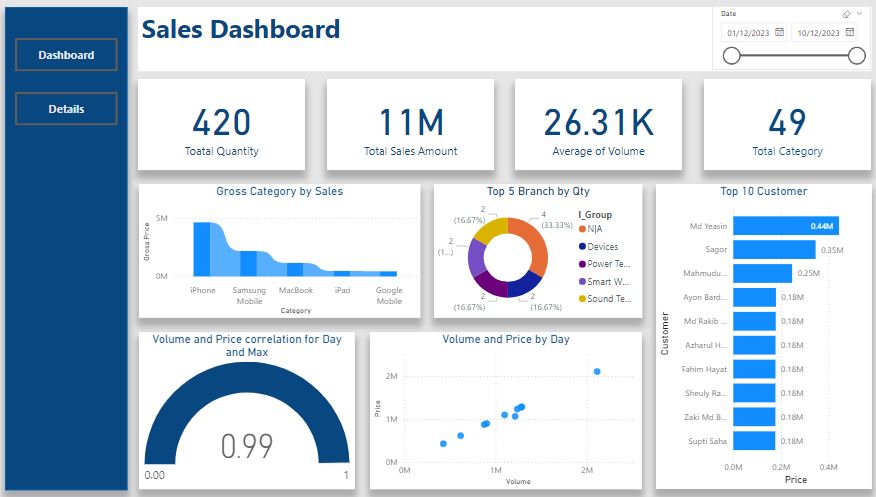 Sales Dashboard
Date
01/12/2023
10/12/2023
Dashboard
Details
420
Toatal Quantity
11M
Total Sales Amount
26.31K
Average of Volume
49
Total Category
Gross Category by Sales
Gross Price
5M
0M
iPhone
Samsung
Mobile
MacBook
iPad
Google
Mobile
Category
Top 5 Branch by Qty
4
(33.33%)
2
(16.67%)
2
(16.67%)
2
(1...)
2
(16.67%)
I_Group
N|A
Devices
Power Te...
Smart W...
Sound Te...
Top 10 Customer
Customer
Md Yeasin 0.44M
Sagor 0.35M
Mahmudu... 0.25M
Ayon Bard... 0.18M
Md Rakib ... 0.18M
Azharul H... 0.18M
Fahim Hayat 0.18M
Sheuly Ra... 0.18M
Zaki Md B... 0.18M
Supti Saha 0.18M
0.0M 0.2M 0.4M
Price
Volume and Price correlation for Day
and Max
0.99
0.00
1
Volume and Price by Day
Price
2M
1M
0M
0M 1M 2M
Volume